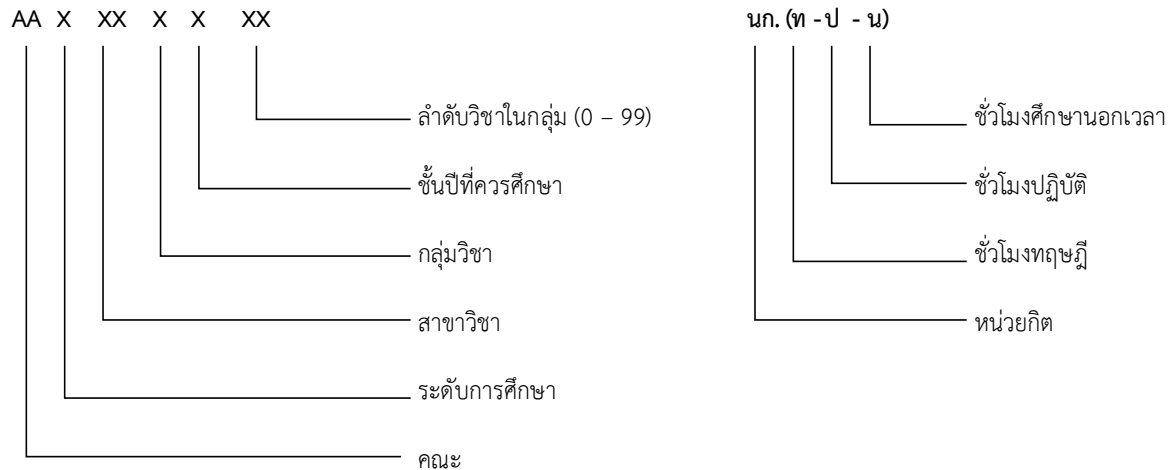 AA X XX X X XX นก. (ท - ป - น)
ลำดับวิชาในกลุ่ม (0 – 99) ชั่วโมงศึกษานอกเวลา
ชั้นปีที่ควรศึกษา ชั่วโมงปฏิบัติ
กลุ่มวิชา ชั่วโมงทฤษฎี
สาขาวิชา หน่วยกิต
ระดับการศึกษา
คณะ